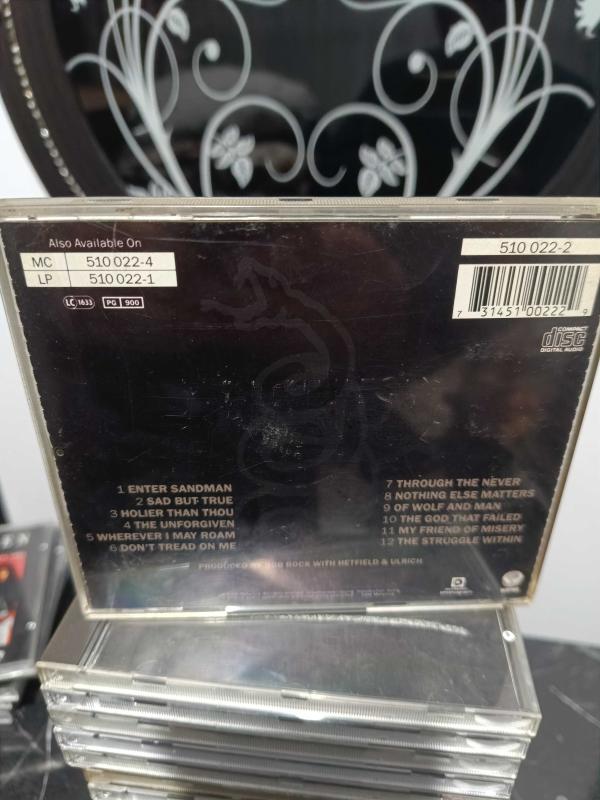 Also Available On
MC 510 022-4
LP 510 022-1
LC 1633 PG 900
510 022-2
7 31451 00222 9
COMPACT
disc
DIGITAL AUDIO
1 ENTER SANDMAN
2 SAD BUT TRUE
3 HOLIER THAN THOU
4 THE UNFORGIVEN
5 WHEREVER I MAY ROAM
6 DON'T TREAD ON ME
7 THROUGH THE NEVER
8 NOTHING ELSE MATTERS
9 OF WOLF AND MAN
10 THE GOD THAT FAILED
11 MY FRIEND OF MISERY
12 THE STRUGGLE WITHIN
PRODUCED BY BOB ROCK WITH HETFIELD & ULRICH